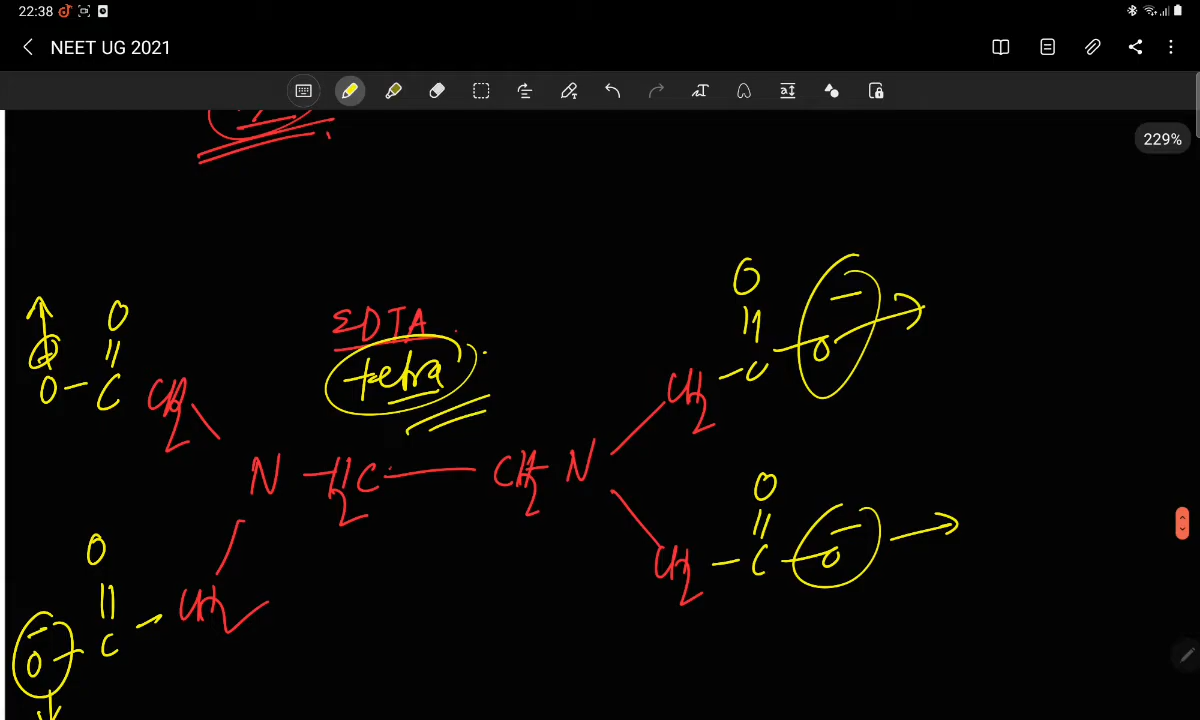 22:38
NEET UG 2021
229%
EDTA
tetra
O
O
O
O - C CH2
O - C - CH2
CH2 - C - O-
N - H2C - CH2 - N
O
O
CH2 - C - O-
O- - C - CH2